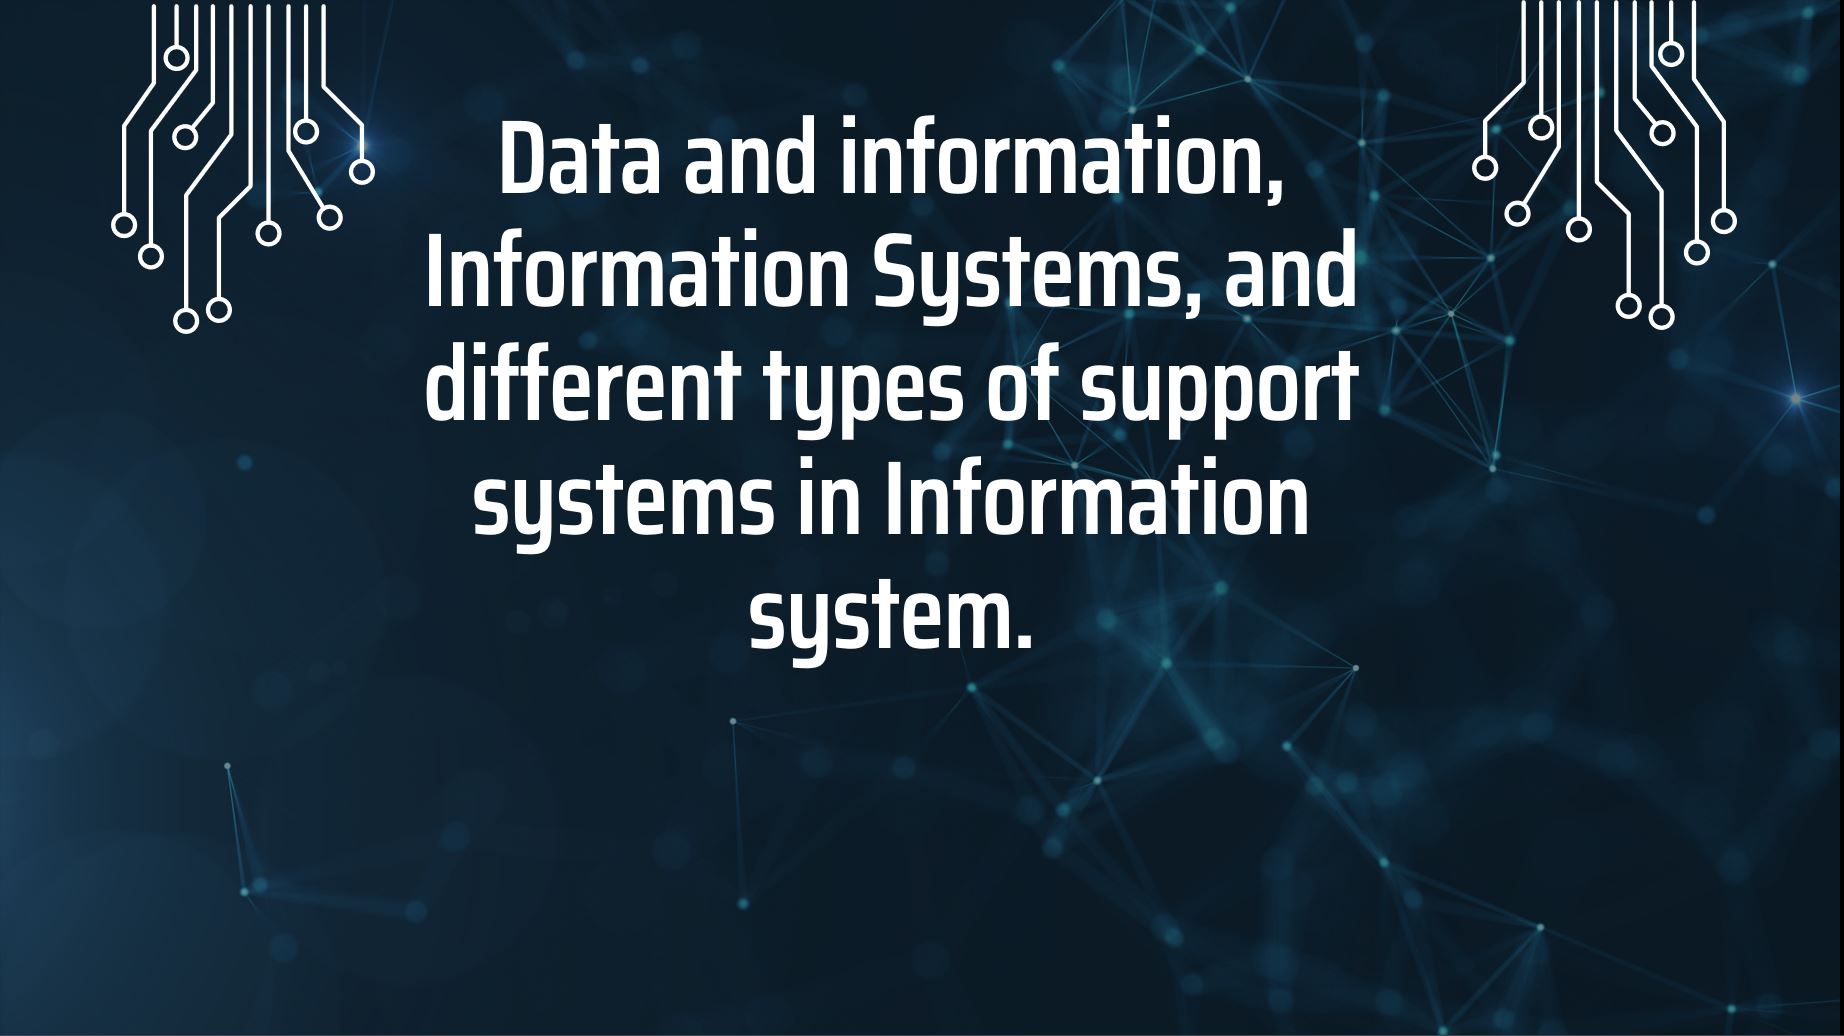 Data and information,
Information Systems, and
different types of support
systems in Information
system.